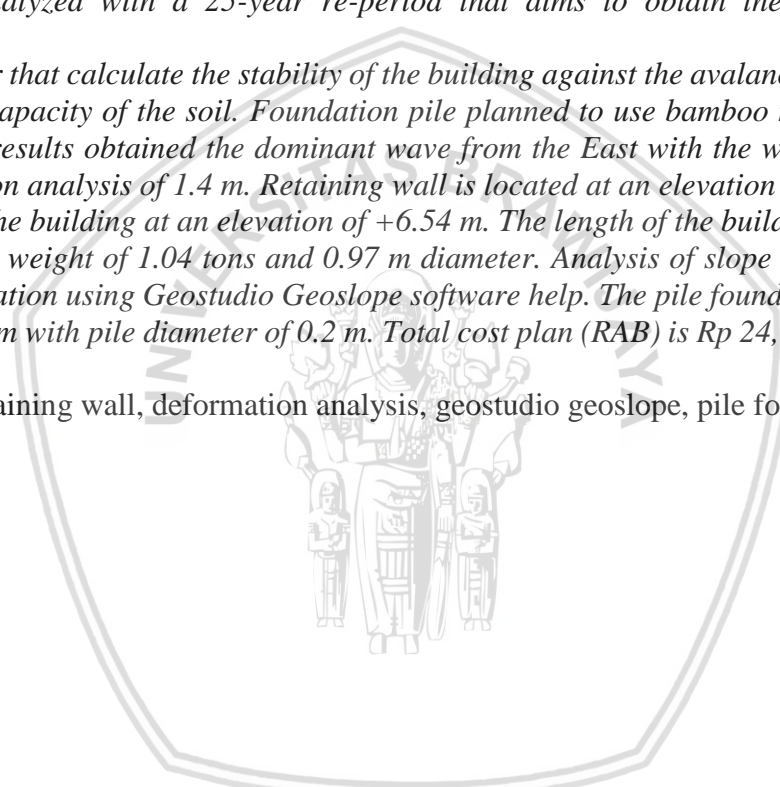 alyzed with a 25-year re-period that aims to obtain the
r that calculate the stability of the building against the avalan
apacity of the soil. Foundation pile planned to use bamboo
results obtained the dominant wave from the East with the w
on analysis of 1.4 m. Retaining wall is located at an elevation
he building at an elevation of +6.54 m. The length of the build
weight of 1.04 tons and 0.97 m diameter. Analysis of slope
ation using Geostudio Geoslope software help. The pile found
m with pile diameter of 0.2 m. Total cost plan (RAB) is Rp 24,
aining wall, deformation analysis, geostudio geoslope, pile fo
UNIVERSITAS BRAWIJAYA